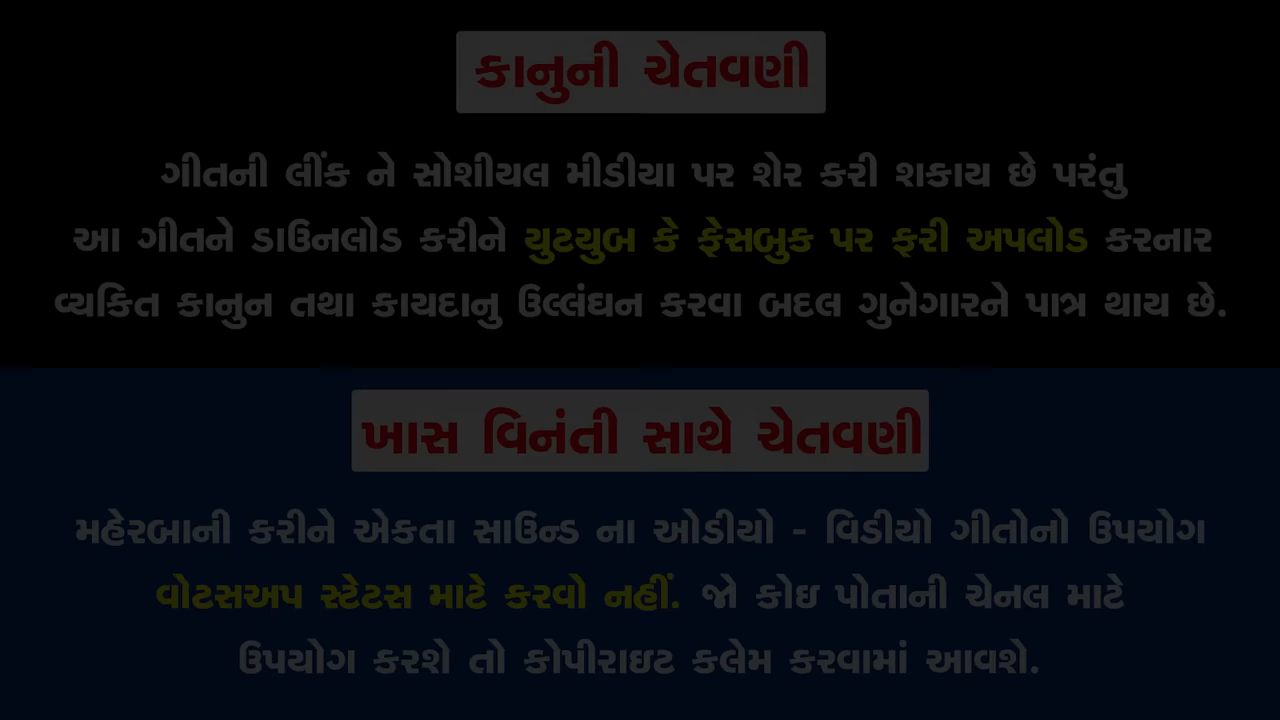 કાનુની ચેતવણી
ગીતની લીંક ને સોશીયલ મીડીયા પર શેર કરી શકાય છે પરંતુ
આ ગીતને ડાઉનલોડ કરીને યુટયુબ કે ફેસબુક પર ફરી અપલોડ કરનાર
વ્યકિત કાનુન તથા કાયદાનુ ઉલ્લંઘન કરવા બદલ ગુનેગારને પાત્ર થાય છે.
ખાસ વિનંતી સાથે ચેતવણી
મહેરબાની કરીને એકતા સાઉન્ડ ના ઓડીયો - વિડીયો ગીતોનો ઉપયોગ
વોટસઅપ સ્ટેટસ માટે કરવો નહીં. જો કોઇ પોતાની ચેનલ માટે
ઉપયોગ કરશે તો કોપીરાઇટ કલેમ કરવામાં આવશે.